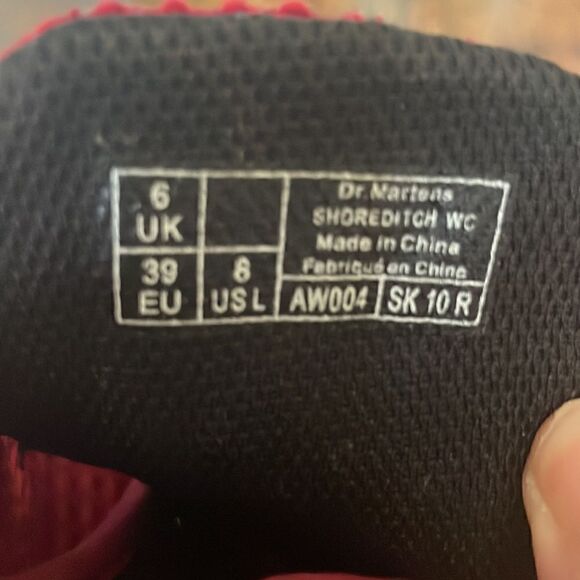 6
UK
39
EU
8
US L
Dr. Martens
SHOREDITCH WC
Made in China
Fabriqué en Chine
AW004
SK 10 R